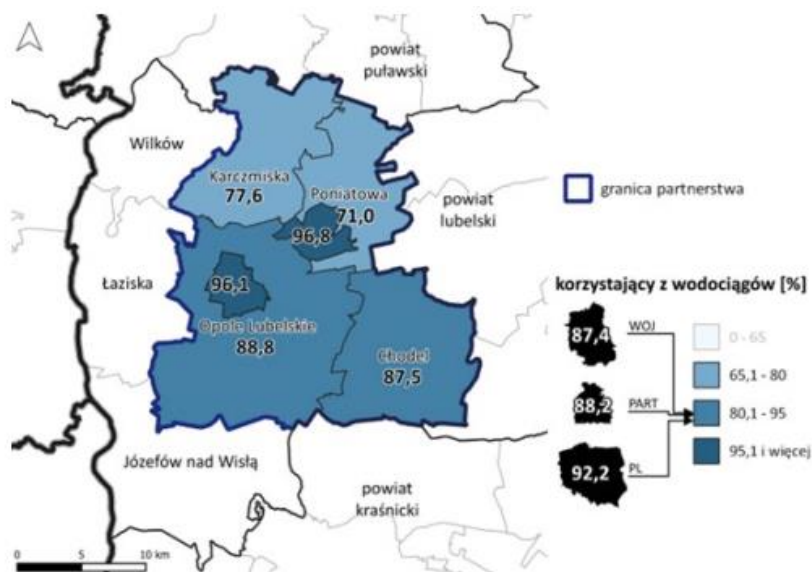 powiat
puławski
Wilków
Karczmiska
77,6
Poniatowa
71,0
powiat
lubelski
96,8
Łaziska
96,1
Opole Lubelskie
88,8
Chodel
87,5
Józefów nad Wisłą
powiat
kraśnicki
0 5 10 km
granica partnerstwa
korzystający z wodociągów [%]
87,4 WOJ
88,2 PART
92,2 PL
0 - 65
65,1 - 80
80,1 - 95
95,1 i więcej